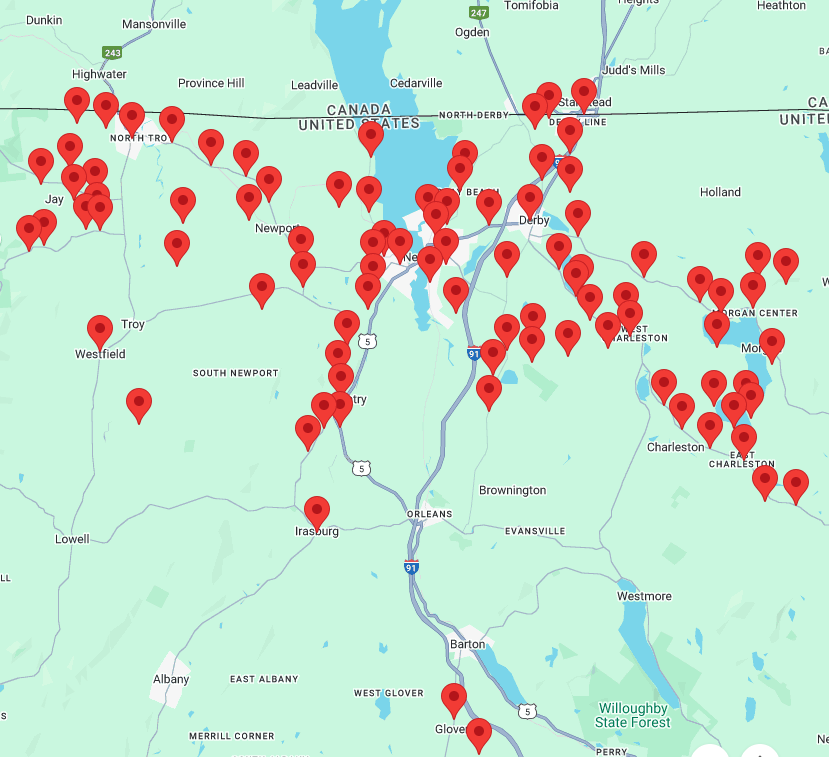 Dunkin
Mansonville
247
Tomifobia
Heights
Heathton
Ogden
243
Highwater
Province Hill
Leadville
Cedarville
Judd's Mills
CANADA
UNITED STATES
NORTH-DERBY
DERBY LINE
NORTH TRO
Jay
BEACH
Holland
Newport
Derby
Ne
MORGAN CENTER
Troy
Westfield
5
91
WEST
CHARLESTON
SOUTH NEWPORT
Charleston
EAST
CHARLESTON
5
Brownington
ORLEANS
Irasburg
EVANSVILLE
Lowell
91
Westmore
Barton
Albany
EAST ALBANY
WEST GLOVER
Glover
5
Willoughby
State Forest
MERRILL CORNER
PERRY